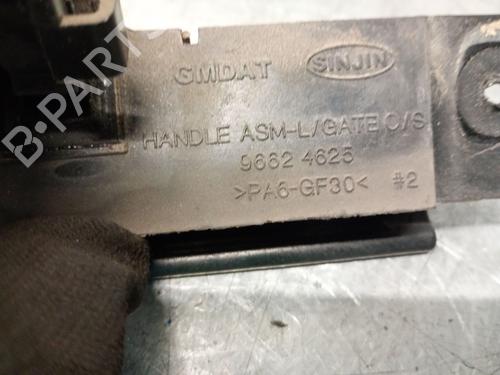 GMDAT SINJIN
HANDLE ASM-L/GATE O/S
9662 4625
>PA6-GF30< #2
B-PARTS